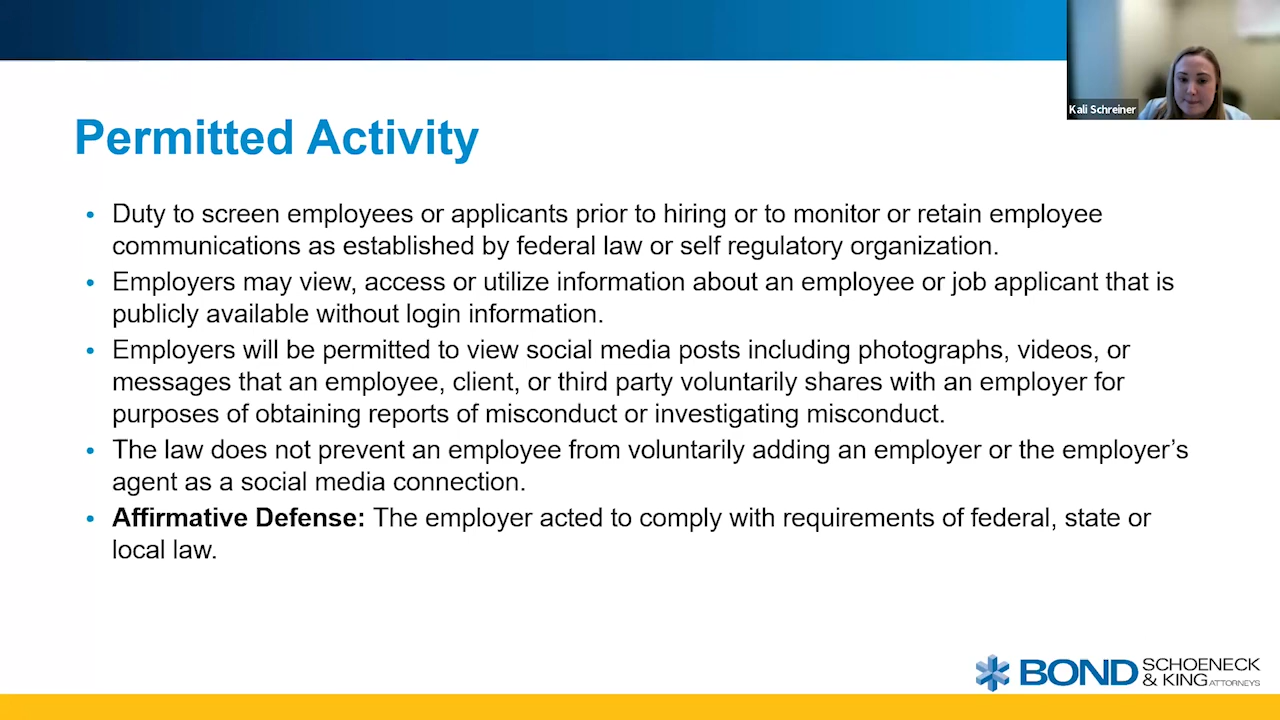 Kali Schreiner
Permitted Activity
• Duty to screen employees or applicants prior to hiring or to monitor or retain employee
communications as established by federal law or self regulatory organization.
• Employers may view, access or utilize information about an employee or job applicant that is
publicly available without login information.
• Employers will be permitted to view social media posts including photographs, videos, or
messages that an employee, client, or third party voluntarily shares with an employer for
purposes of obtaining reports of misconduct or investigating misconduct.
• The law does not prevent an employee from voluntarily adding an employer or the employer’s
agent as a social media connection.
• Affirmative Defense: The employer acted to comply with requirements of federal, state or
local law.
BOND SCHOENECK
& KING ATTORNEYS